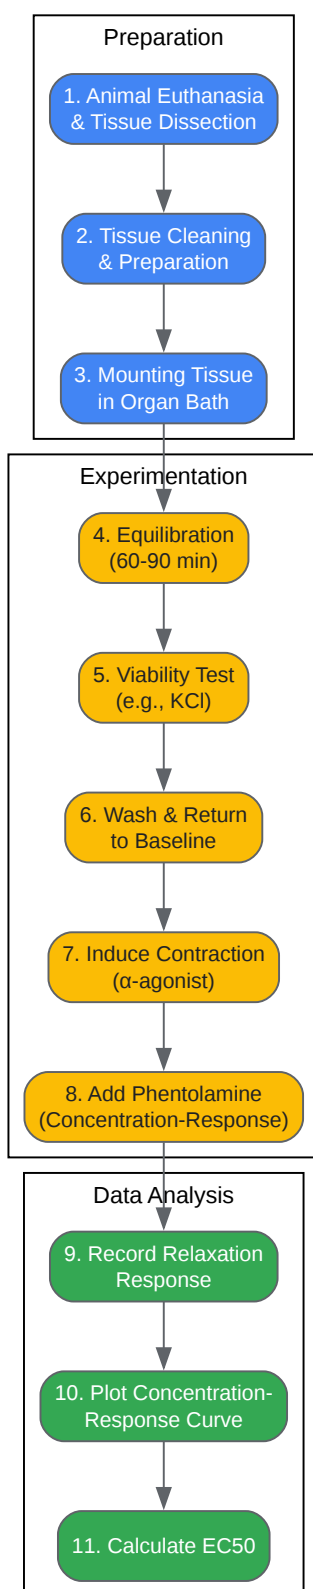 Preparation
1. Animal Euthanasia
& Tissue Dissection
2. Tissue Cleaning
& Preparation
3. Mounting Tissue
in Organ Bath
Experimentation
4. Equilibration
(60-90 min)
5. Viability Test
(e.g., KCl)
6. Wash & Return
to Baseline
7. Induce Contraction
(α-agonist)
8. Add Phentolamine
(Concentration-Response)
Data Analysis
9. Record Relaxation
Response
10. Plot Concentration-
Response Curve
11. Calculate EC50